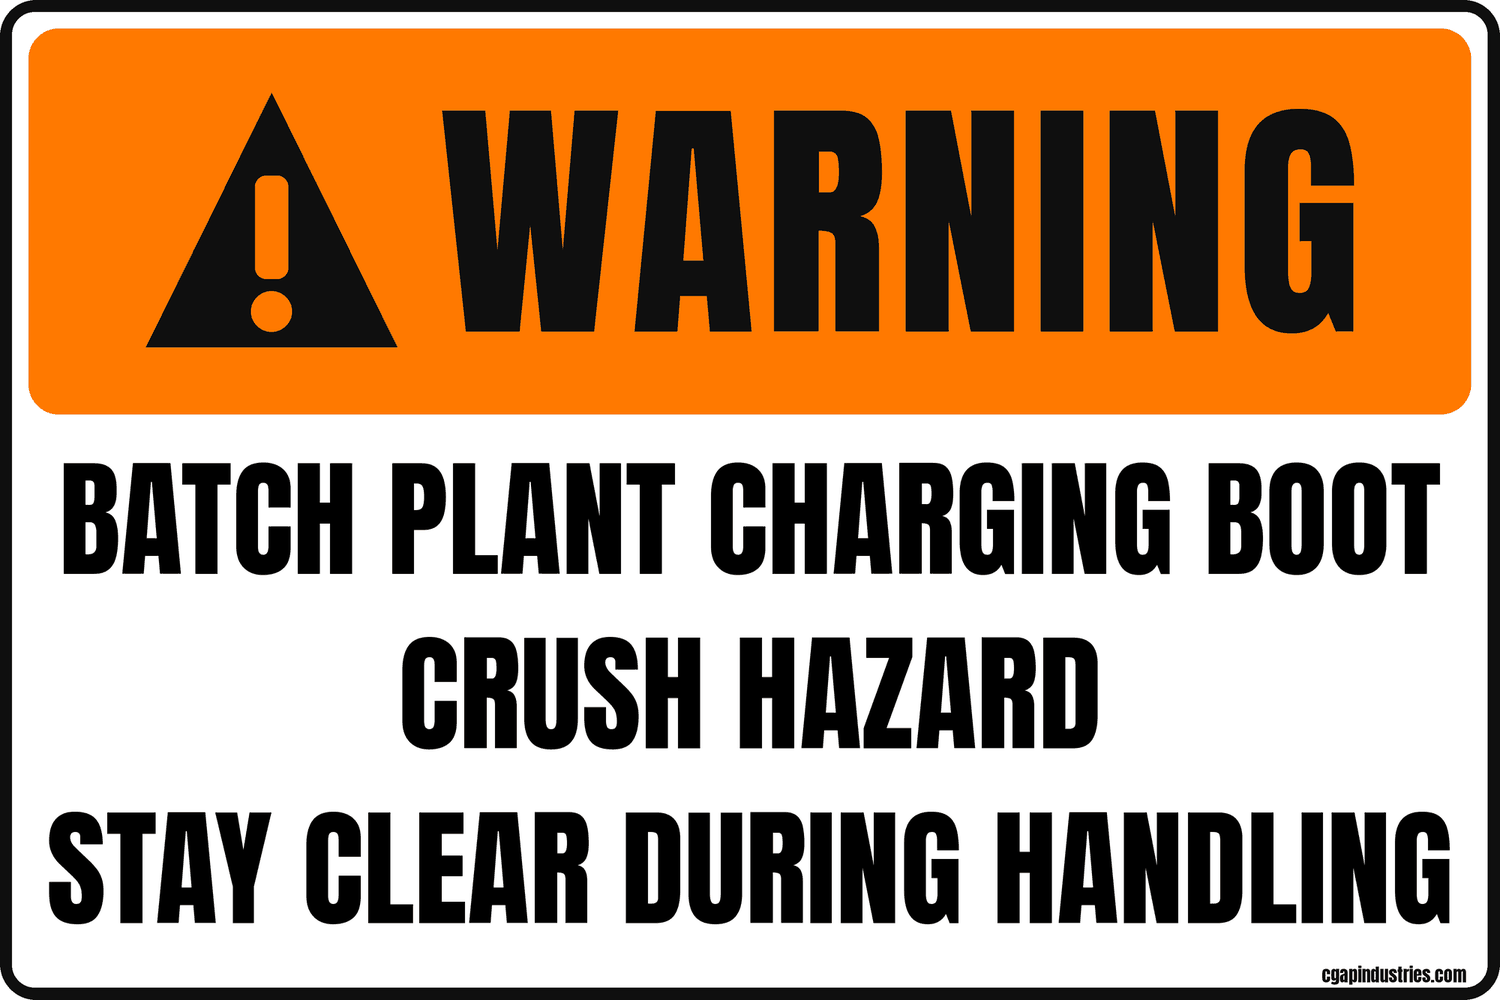 WARNING
BATCH PLANT CHARGING BOOT
CRUSH HAZARD
STAY CLEAR DURING HANDLING
cgapindustries.com